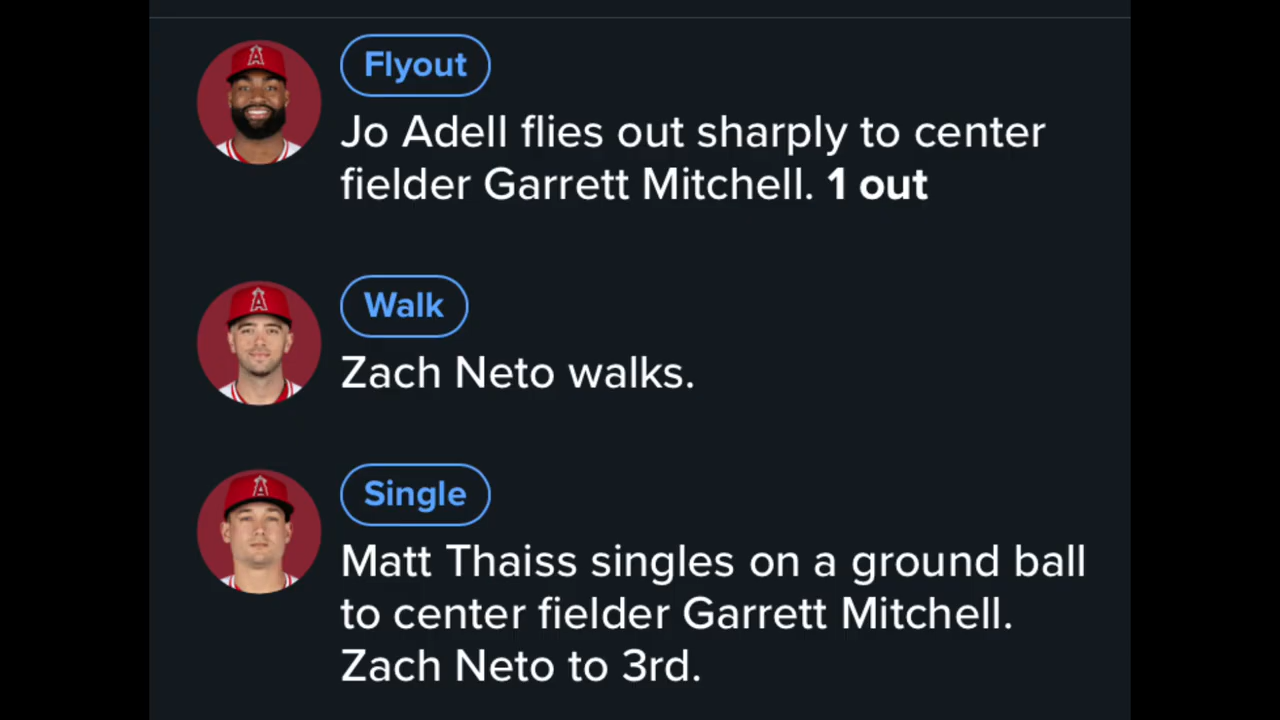 Flyout
Jo Adell flies out sharply to center
fielder Garrett Mitchell. 1 out
Walk
Zach Neto walks.
Single
Matt Thaiss singles on a ground ball
to center fielder Garrett Mitchell.
Zach Neto to 3rd.